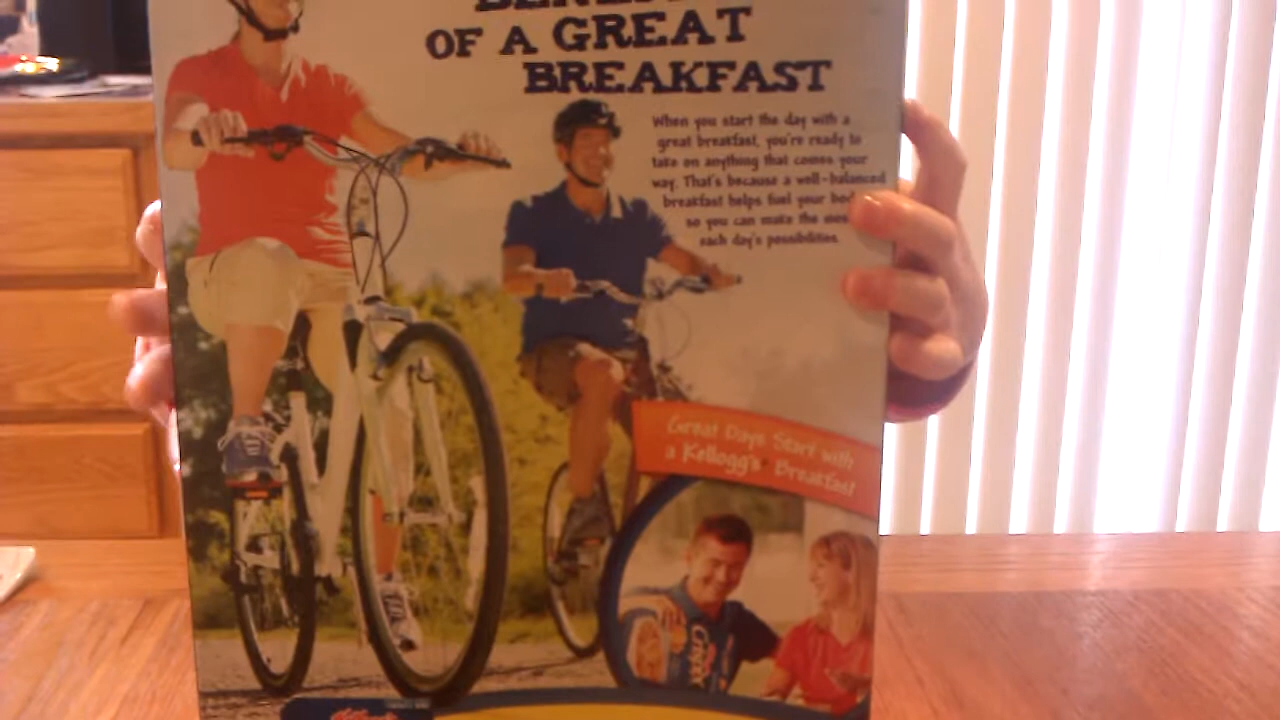 OF A GREAT
BREAKFAST
When you start the day with a
great breakfast, you're ready to
take on anything that comes your
way. That's because a well-balanced
breakfast helps fuel your
so you can make the
each day's possibilities.
Great Days Start with
a Kellogg's Breakfast